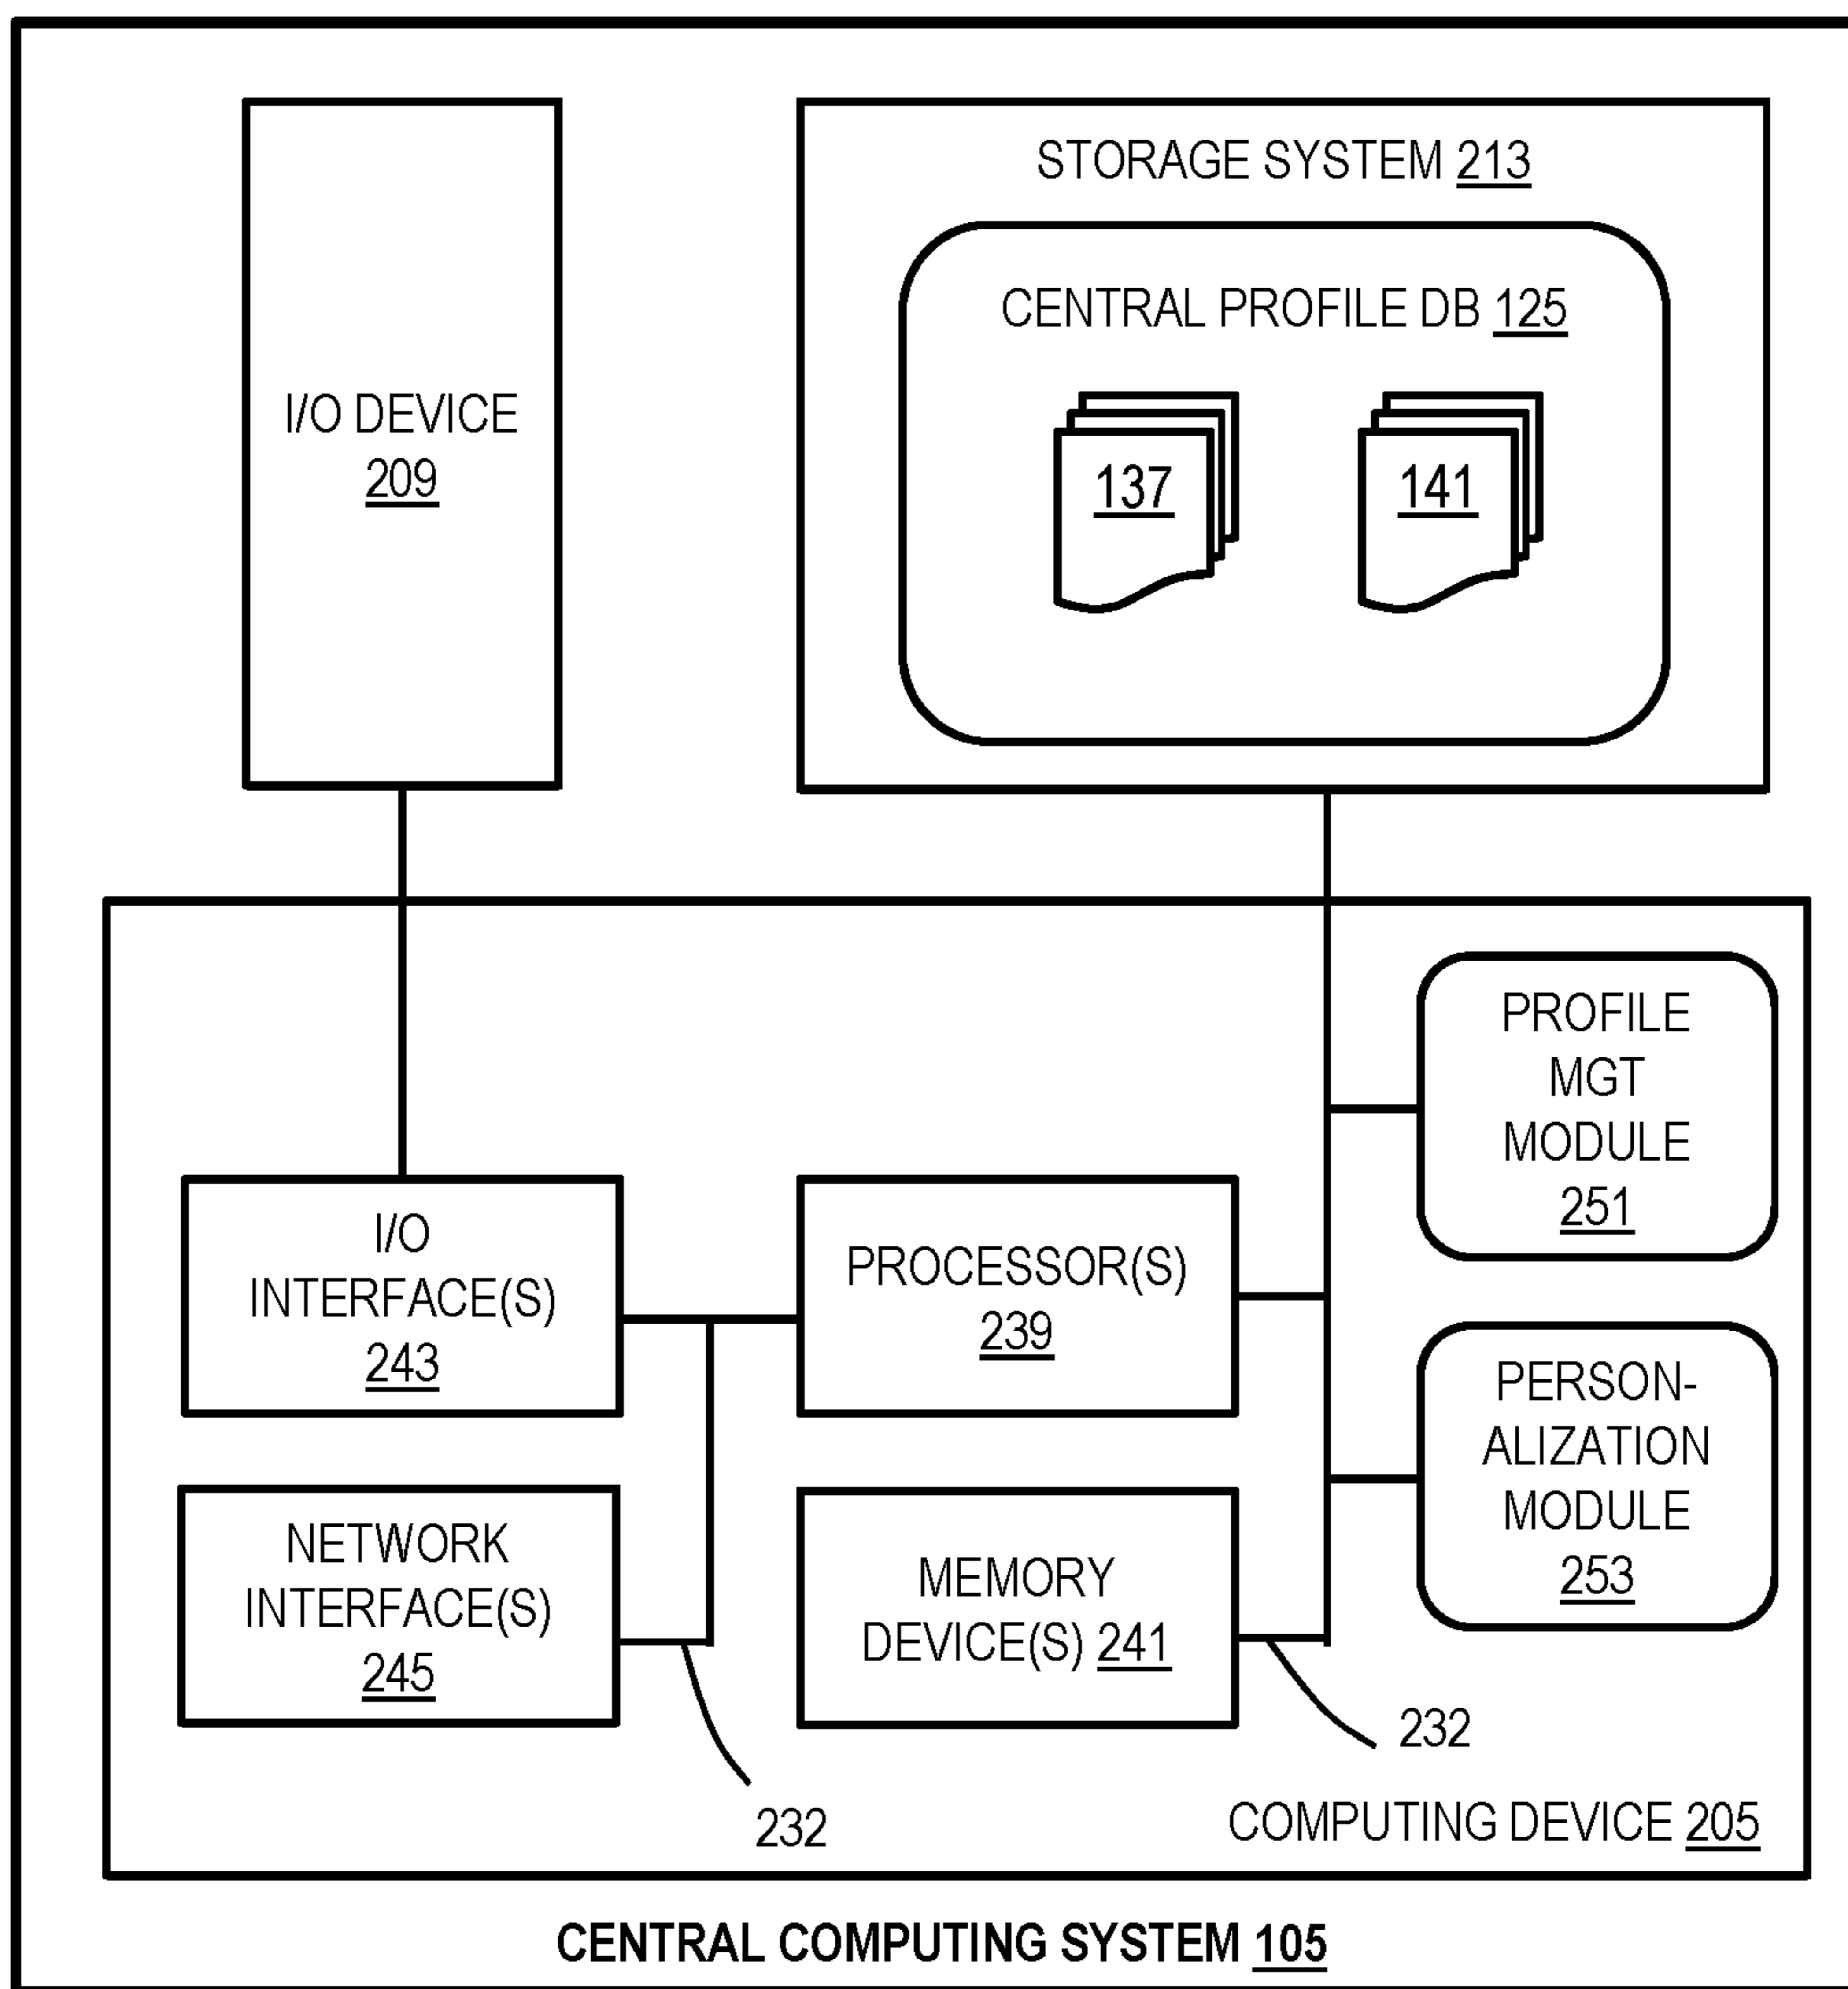 STORAGE SYSTEM 213
CENTRAL PROFILE DB 125
137
141
I/O DEVICE
209
PROFILE
MGT
MODULE
251
I/O
INTERFACE(S)
243
PROCESSOR(S)
239
PERSON-
ALIZATION
MODULE
253
NETWORK
INTERFACE(S)
245
MEMORY
DEVICE(S) 241
232
232
COMPUTING DEVICE 205
CENTRAL COMPUTING SYSTEM 105